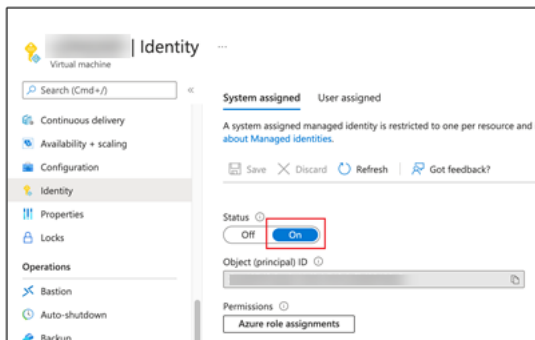 | Identity ...
Virtual machine
Search (Cmd+/)
«
Continuous delivery
Availability + scaling
Configuration
Identity
Properties
Locks
Operations
Bastion
Auto-shutdown
Backup
System assigned User assigned
A system assigned managed identity is restricted to one per resource and
about Managed identities.
Save Discard Refresh Got feedback?
Status
Off On
Object (principal) ID
Permissions
Azure role assignments